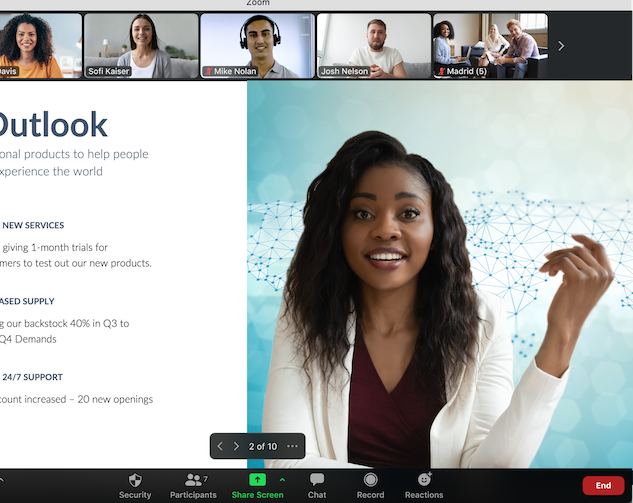 Zoom
Davis
Sofi Kaiser
Mike Nolan
Josh Nelson
Madrid (5)
Outlook
onal products to help people
xperience the world
NEW SERVICES
giving 1-month trials for
mers to test out our new products.
ASED SUPPLY
g our backstock 40% in Q3 to
Q4 Demands
24/7 SUPPORT
count increased – 20 new openings
2 of 10
7
Security
Participants
Share Screen
Chat
Record
Reactions
End